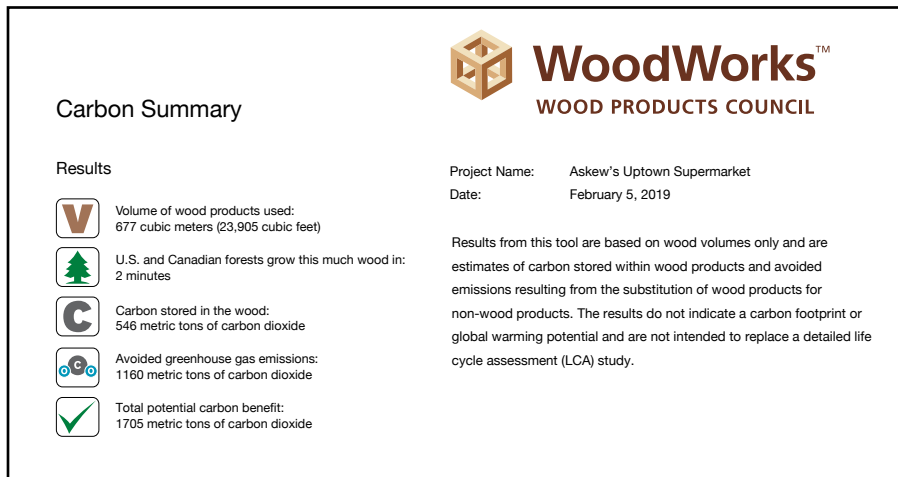 WoodWorks™
WOOD PRODUCTS COUNCIL
Carbon Summary
Results
V
Volume of wood products used:
677 cubic meters (23,905 cubic feet)
U.S. and Canadian forests grow this much wood in:
2 minutes
C
Carbon stored in the wood:
546 metric tons of carbon dioxide
O C O
Avoided greenhouse gas emissions:
1160 metric tons of carbon dioxide
Total potential carbon benefit:
1705 metric tons of carbon dioxide
Project Name: Askew's Uptown Supermarket
Date: February 5, 2019
Results from this tool are based on wood volumes only and are
estimates of carbon stored within wood products and avoided
emissions resulting from the substitution of wood products for
non-wood products. The results do not indicate a carbon footprint or
global warming potential and are not intended to replace a detailed life
cycle assessment (LCA) study.